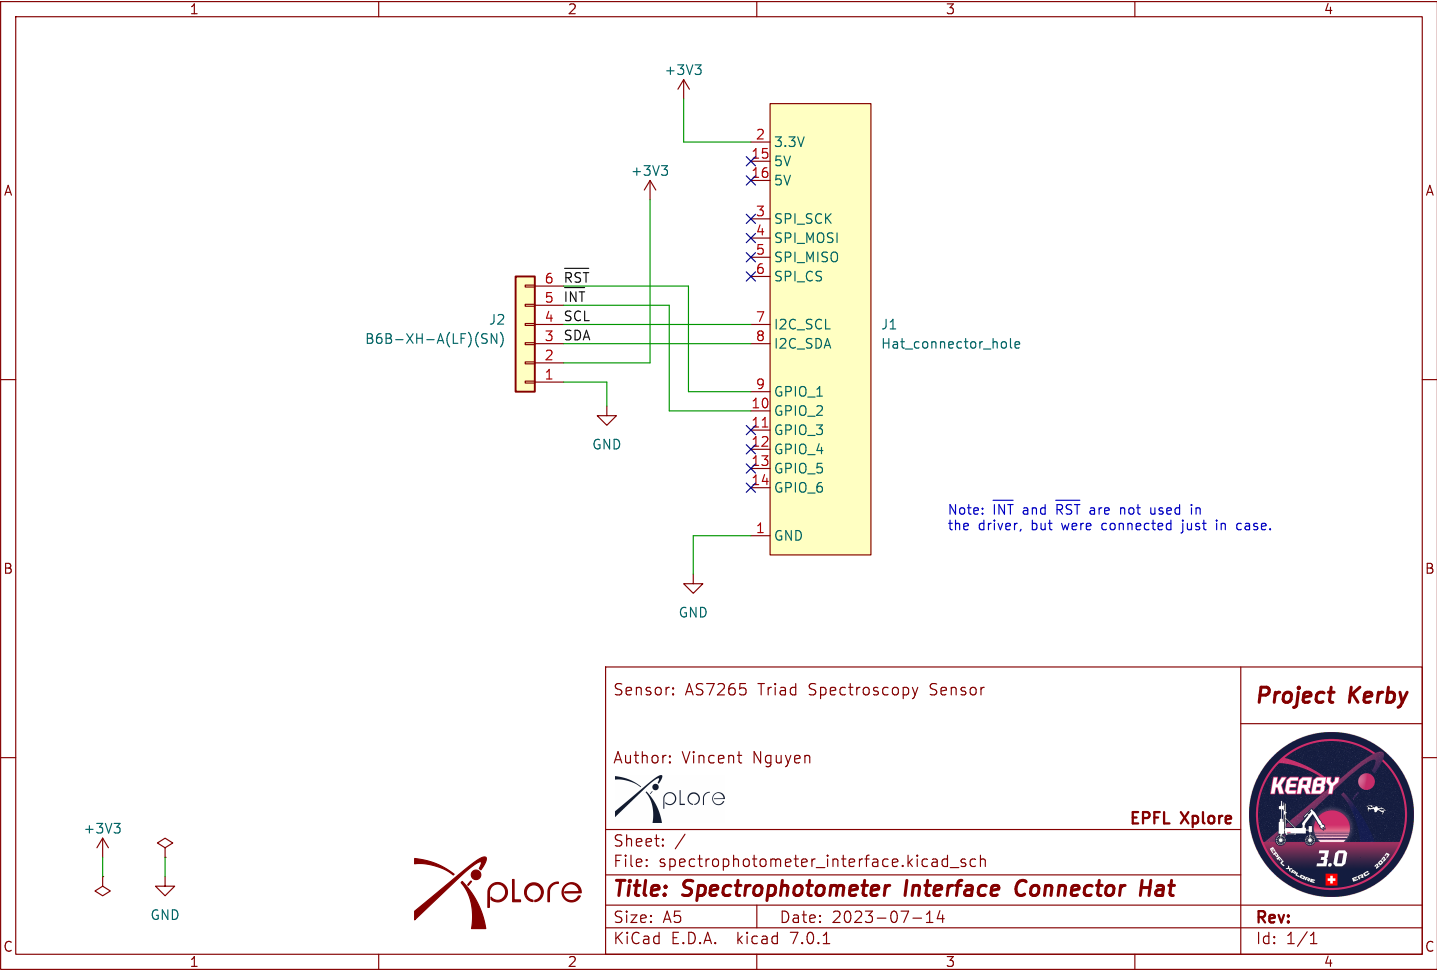 1 2 3 4
+3V3
2 3.3V
15 5V
16 5V
+3V3
A A
3 SPI_SCK
4 SPI_MOSI
5 SPI_MISO
6 SPI_CS
6 RST
5 INT
4 SCL
3 SDA
2
1
J2
B6B-XH-A(LF)(SN)
GND
7 I2C_SCL
8 I2C_SDA
J1
Hat_connector_hole
9 GPIO_1
10 GPIO_2
11 GPIO_3
12 GPIO_4
13 GPIO_5
14 GPIO_6
1 GND
GND
Note: INT and RST are not used in
the driver, but were connected just in case.
B B
Sensor: AS7265 Triad Spectroscopy Sensor
Author: Vincent Nguyen
Xplore
EPFL Xplore
Project Kerby
KERBY
3.0
EPFL XPLORE
ERC 2023
Sheet: /
File: spectrophotometer_interface.kicad_sch
Title: Spectrophotometer Interface Connector Hat
Size: A5
Date: 2023-07-14
Rev:
KiCad E.D.A. kicad 7.0.1
Id: 1/1
+3V3
GND
Xplore
C C
1 2 3 4